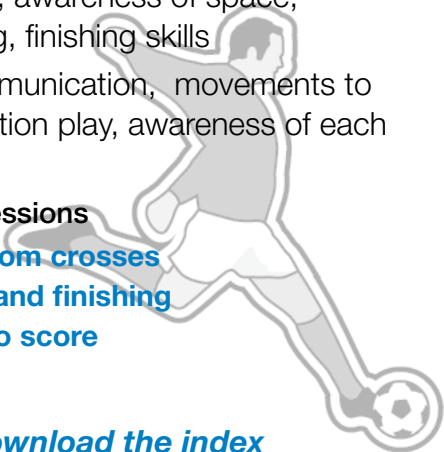 , awareness of space,
g, finishing skills
munication, movements to
tion play, awareness of each
essions
om crosses
and finishing
o score
ownload the index